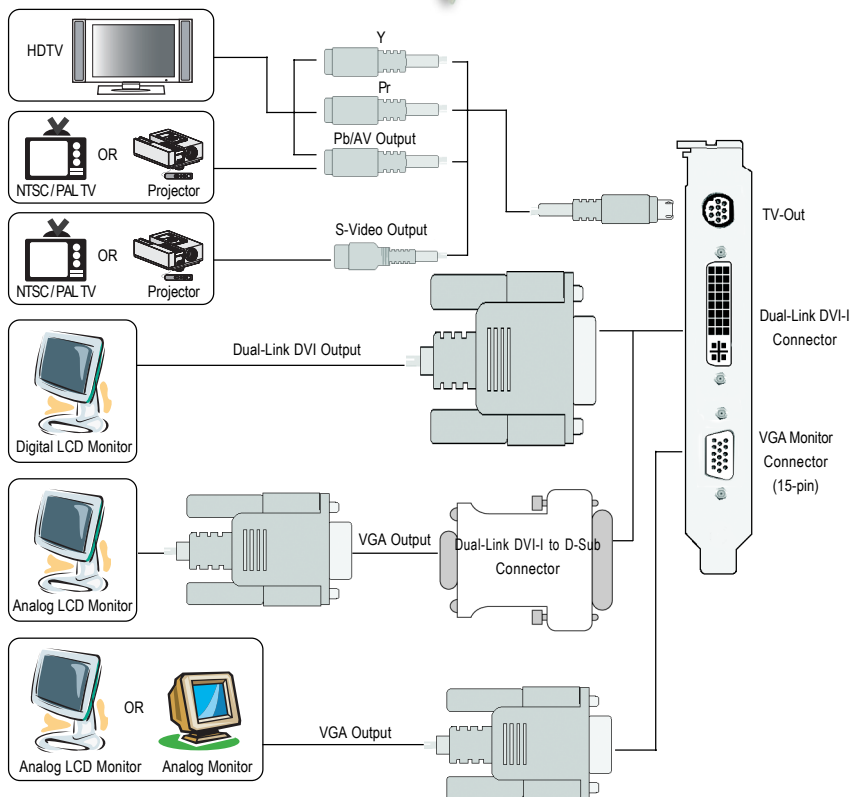 HDTV
Y
Pr
Pb/AV Output
OR
NTSC/PAL TV
Projector
S-Video Output
OR
NTSC/PAL TV
Projector
TV-Out
Dual-Link DVI-I
Connector
Dual-Link DVI Output
Digital LCD Monitor
VGA Monitor
Connector
(15-pin)
VGA Output
Dual-Link DVI-I to D-Sub
Connector
Analog LCD Monitor
OR
VGA Output
Analog LCD Monitor
Analog Monitor